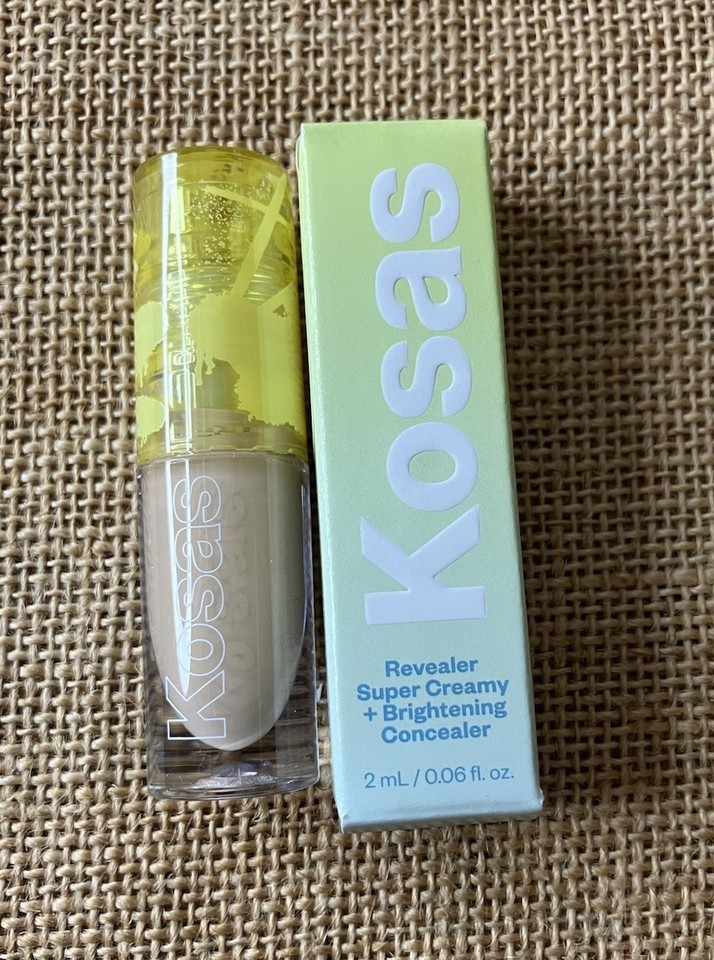 Kosas
Kosas
Revealer
Super Creamy
+ Brightening
Concealer
2 mL / 0.06 fl. oz.